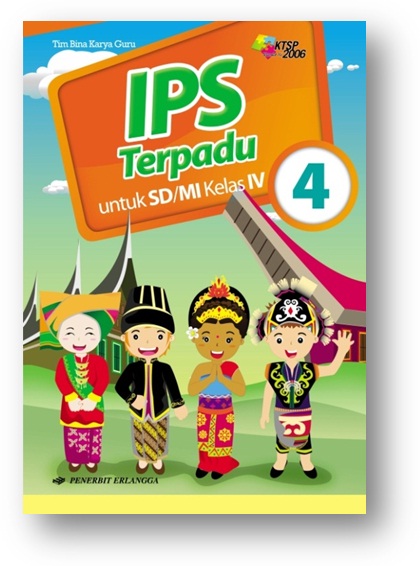 Tim Bina Karya Guru
KTSP
2006
IPS
Terpadu
untuk SD/MI Kelas IV
4
PENERBIT ERLANGGA